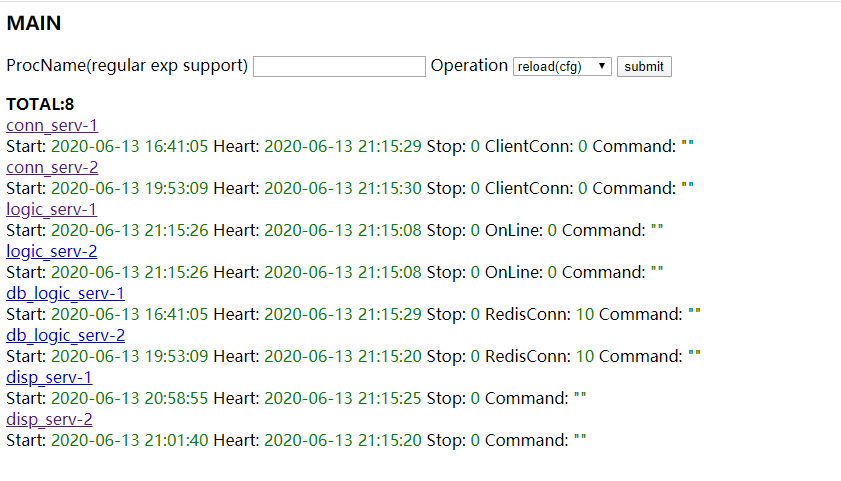 MAIN
ProcName(regular exp support) Operation reload(cfg) submit
TOTAL:8
conn_serv-1
Start: 2020-06-13 16:41:05 Heart: 2020-06-13 21:15:29 Stop: 0 ClientConn: 0 Command: ""
conn_serv-2
Start: 2020-06-13 19:53:09 Heart: 2020-06-13 21:15:30 Stop: 0 ClientConn: 0 Command: ""
logic_serv-1
Start: 2020-06-13 21:15:26 Heart: 2020-06-13 21:15:08 Stop: 0 OnLine: 0 Command: ""
logic_serv-2
Start: 2020-06-13 21:15:26 Heart: 2020-06-13 21:15:08 Stop: 0 OnLine: 0 Command: ""
db_logic_serv-1
Start: 2020-06-13 16:41:05 Heart: 2020-06-13 21:15:29 Stop: 0 RedisConn: 10 Command: ""
db_logic_serv-2
Start: 2020-06-13 19:53:09 Heart: 2020-06-13 21:15:20 Stop: 0 RedisConn: 10 Command: ""
disp_serv-1
Start: 2020-06-13 20:58:55 Heart: 2020-06-13 21:15:25 Stop: 0 Command: ""
disp_serv-2
Start: 2020-06-13 21:01:40 Heart: 2020-06-13 21:15:20 Stop: 0 Command: ""